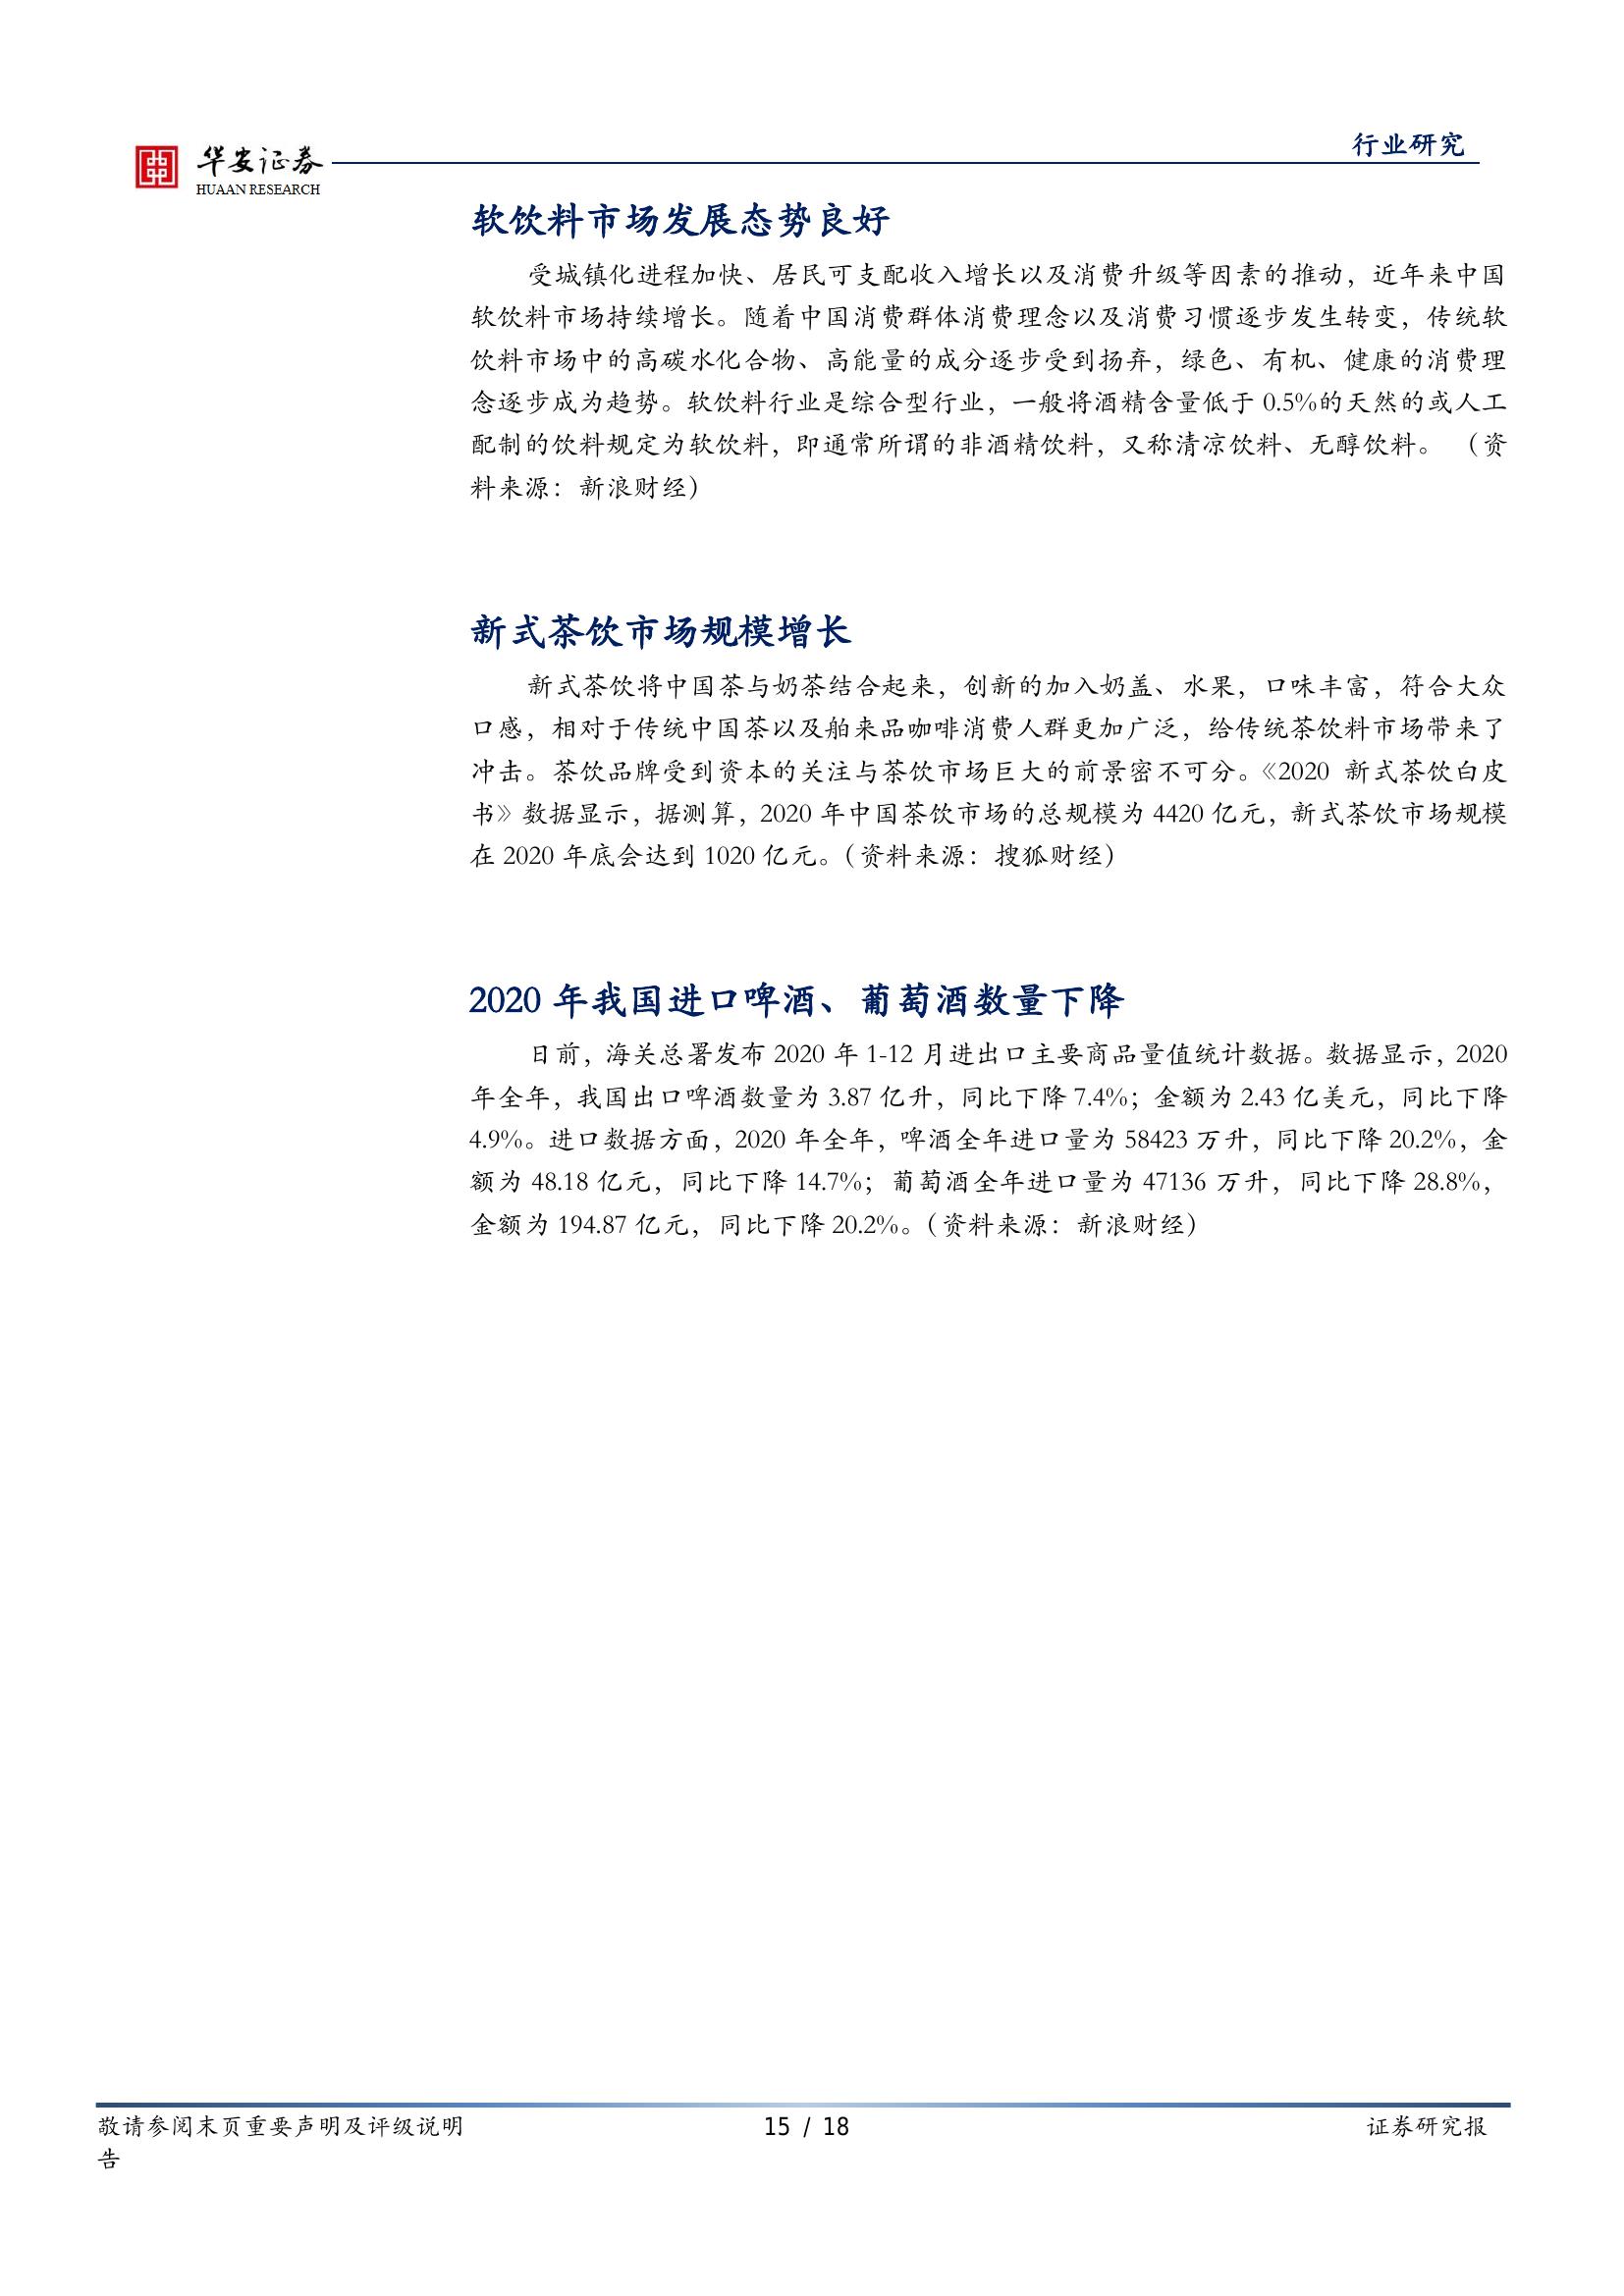 行业研究
华安证券
HUAAN RESEARCH
软饮料市场发展态势良好
受城镇化进程加快、居民可支配收入增长以及消费升级等因素的推动，近年来中国
软饮料市场持续增长。随着中国消费群体消费理念以及消费习惯逐步发生转变，传统软
饮料市场中的高碳水化合物、高能量的成分逐步受到扬弃，绿色、有机、健康的消费理
念逐步成为趋势。软饮料行业是综合型行业，一般将酒精含量低于 0.5%的天然的或人工
配制的饮料规定为软饮料，即通常所谓的非酒精饮料，又称清凉饮料、无醇饮料。 （资
料来源：新浪财经）
新式茶饮市场规模增长
新式茶饮将中国茶与奶茶结合起来，创新的加入奶盖、水果，口味丰富，符合大众
口感，相对于传统中国茶以及舶来品咖啡消费人群更加广泛，给传统茶饮料市场带来了
冲击。茶饮品牌受到资本的关注与茶饮市场巨大的前景密不可分。《2020 新式茶饮白皮
书》数据显示，据测算，2020 年中国茶饮市场的总规模为 4420 亿元，新式茶饮市场规模
在 2020 年底会达到 1020 亿元。（资料来源：搜狐财经）
2020 年我国进口啤酒、葡萄酒数量下降
日前，海关总署发布 2020 年 1-12 月进出口主要商品量值统计数据。数据显示，2020
年全年，我国出口啤酒数量为 3.87 亿升，同比下降 7.4%；金额为 2.43 亿美元，同比下降
4.9%。进口数据方面，2020 年全年，啤酒全年进口量为 58423 万升，同比下降 20.2%，金
额为 48.18 亿元，同比下降 14.7%；葡萄酒全年进口量为 47136 万升，同比下降 28.8%，
金额为 194.87 亿元，同比下降 20.2%。（资料来源：新浪财经）
敬请参阅末页重要声明及评级说明 15 / 18 证券研究报
告